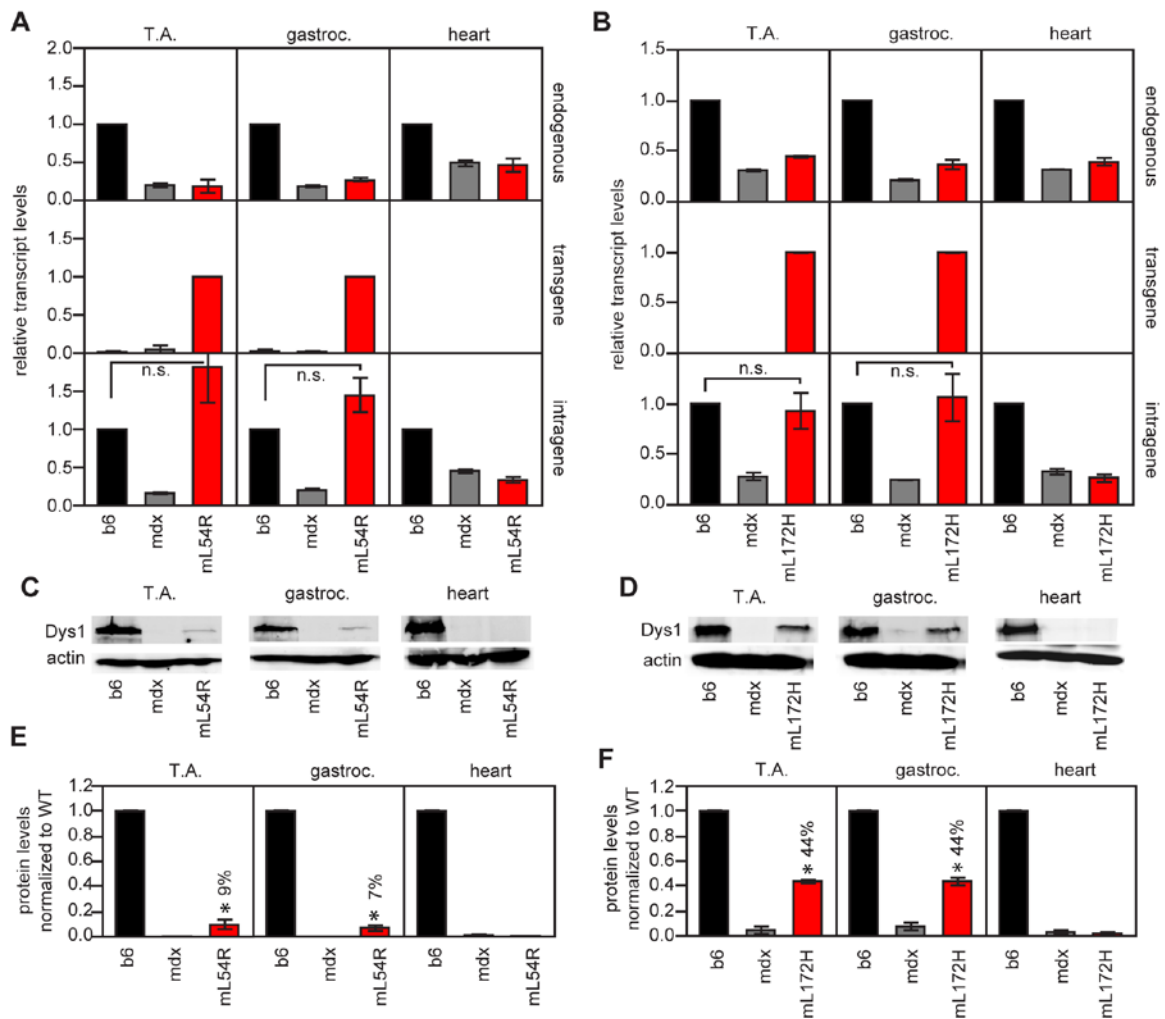 A
T.A. gastroc. heart
relative transcript levels
2.0
1.5
1.0
0.5
0.0
endogenous
1.5
1.0
0.5
0.0
transgene
1.5
1.0
0.5
0.0
n.s. n.s.
intragene
b6 mdx mL54R b6 mdx mL54R b6 mdx mL54R
B
T.A. gastroc. heart
relative transcript levels
1.5
1.0
0.5
0.0
endogenous
1.5
1.0
0.5
0.0
transgene
1.0
0.5
0.0
n.s. n.s.
intragene
b6 mdx mL172H b6 mdx mL172H b6 mdx mL172H
C
T.A. gastroc. heart
Dys1
actin
b6 mdx mL54R b6 mdx mL54R b6 mdx mL54R
D
T.A. gastroc. heart
Dys1
actin
b6 mdx mL172H b6 mdx mL172H b6 mdx mL172H
E
T.A. gastroc. heart
protein levels
normalized to WT
1.2
1.0
0.8
0.6
0.4
0.2
0.0
* 9% * 7%
b6 mdx mL54R b6 mdx mL54R b6 mdx mL54R
F
T.A. gastroc. heart
protein levels
normalized to WT
1.2
1.0
0.8
0.6
0.4
0.2
0.0
* 44% * 44%
b6 mdx mL172H b6 mdx mL172H b6 mdx mL172H